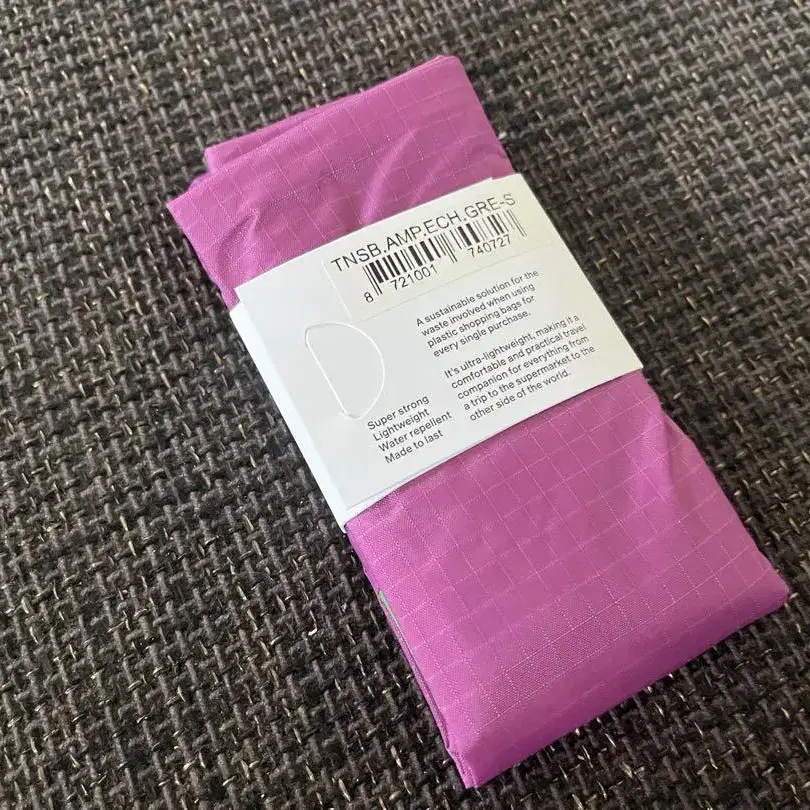 TNSB.AMP.ECH.GRE-S
8 721001 740727
A sustainable solution for the
waste involved when using
plastic shopping bags for
every single purchase.
It's ultra-lightweight, making it a
comfortable and practical travel
companion for everything from
a trip to the supermarket to the
other side of the world.
Super strong
Lightweight
Water repellent
Made to last